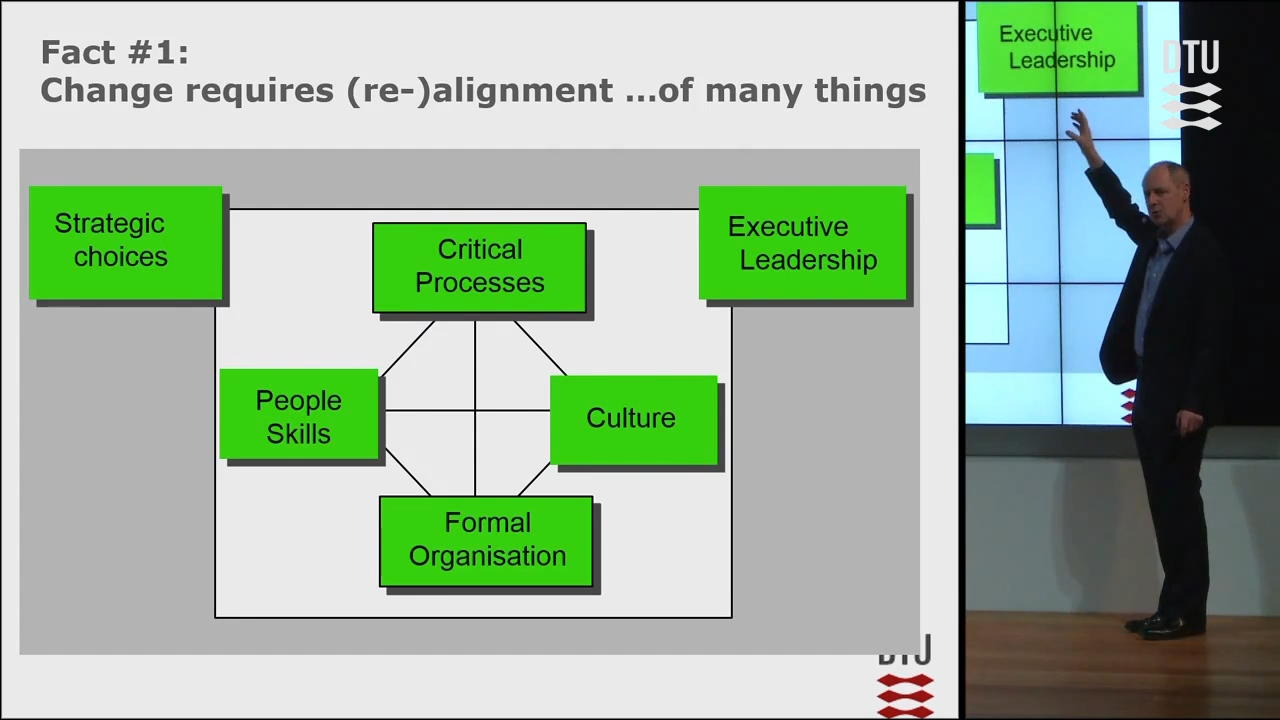 Fact #1:
Change requires (re-)alignment ...of many things
Strategic
choices
Critical
Processes
Executive
Leadership
People
Skills
Culture
Formal
Organisation
DTU
Executive
Leadership
DTU